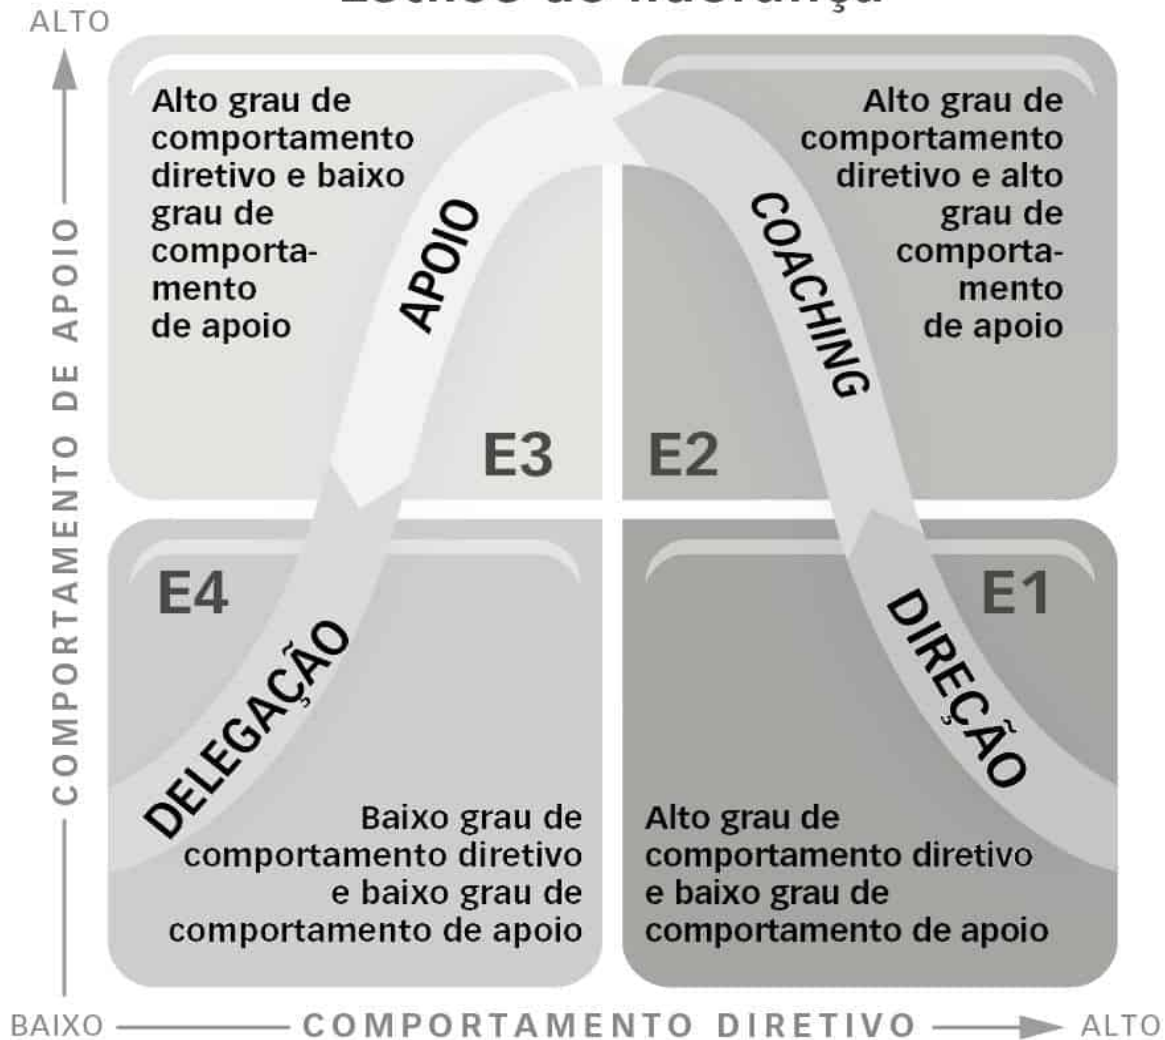 Estilos de liderança
ALTO
Alto grau de
comportamento
diretivo e baixo
grau de
comporta-
mento
de apoio
APOIO
E3
Alto grau de
comportamento
diretivo e alto
grau de
comporta-
mento
de apoio
COACHING
E2
COMPORTAMENTO DE APOIO
E4
DELEGAÇÃO
Baixo grau de
comportamento diretivo
e baixo grau de
comportamento de apoio
E1
DIREÇÃO
Alto grau de
comportamento diretivo
e baixo grau de
comportamento de apoio
BAIXO
COMPORTAMENTO DIRETIVO
ALTO